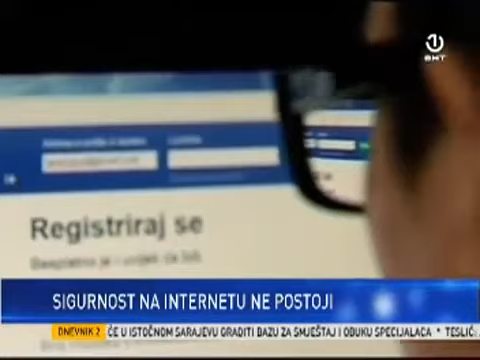 BHT
Registriraj se
SIGURNOST NA INTERNETU NE POSTOJI
DNEVNIK 2 ČE U ISTOČNOM SARAJEVU GRADITI BAZU ZA SMJEŠTAJ I OBUKU SPECIJALACA * TESLIĆ: